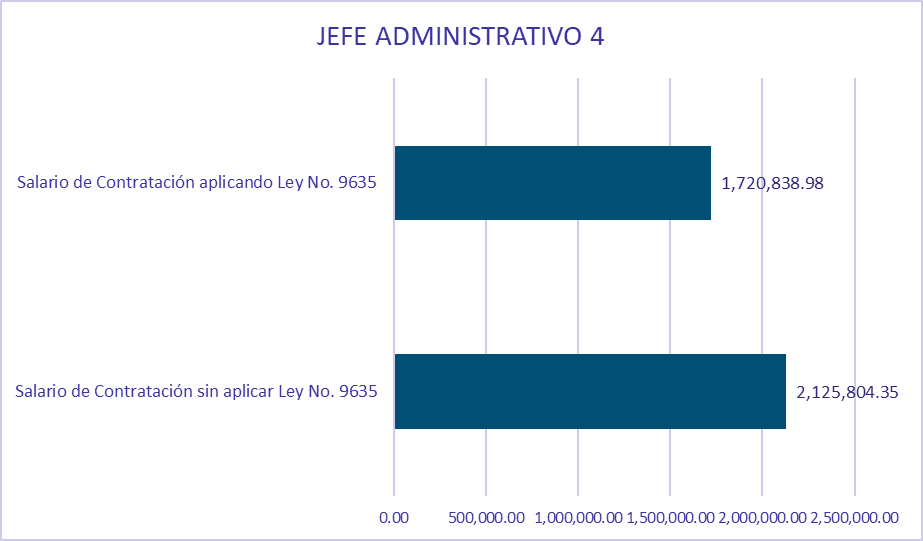 JEFE ADMINISTRATIVO 4
Salario de Contratación aplicando Ley No. 9635
1,720,838.98
Salario de Contratación sin aplicar Ley No. 9635
2,125,804.35
0.00 500,000.00 1,000,000.00 1,500,000.00 2,000,000.00 2,500,000.00